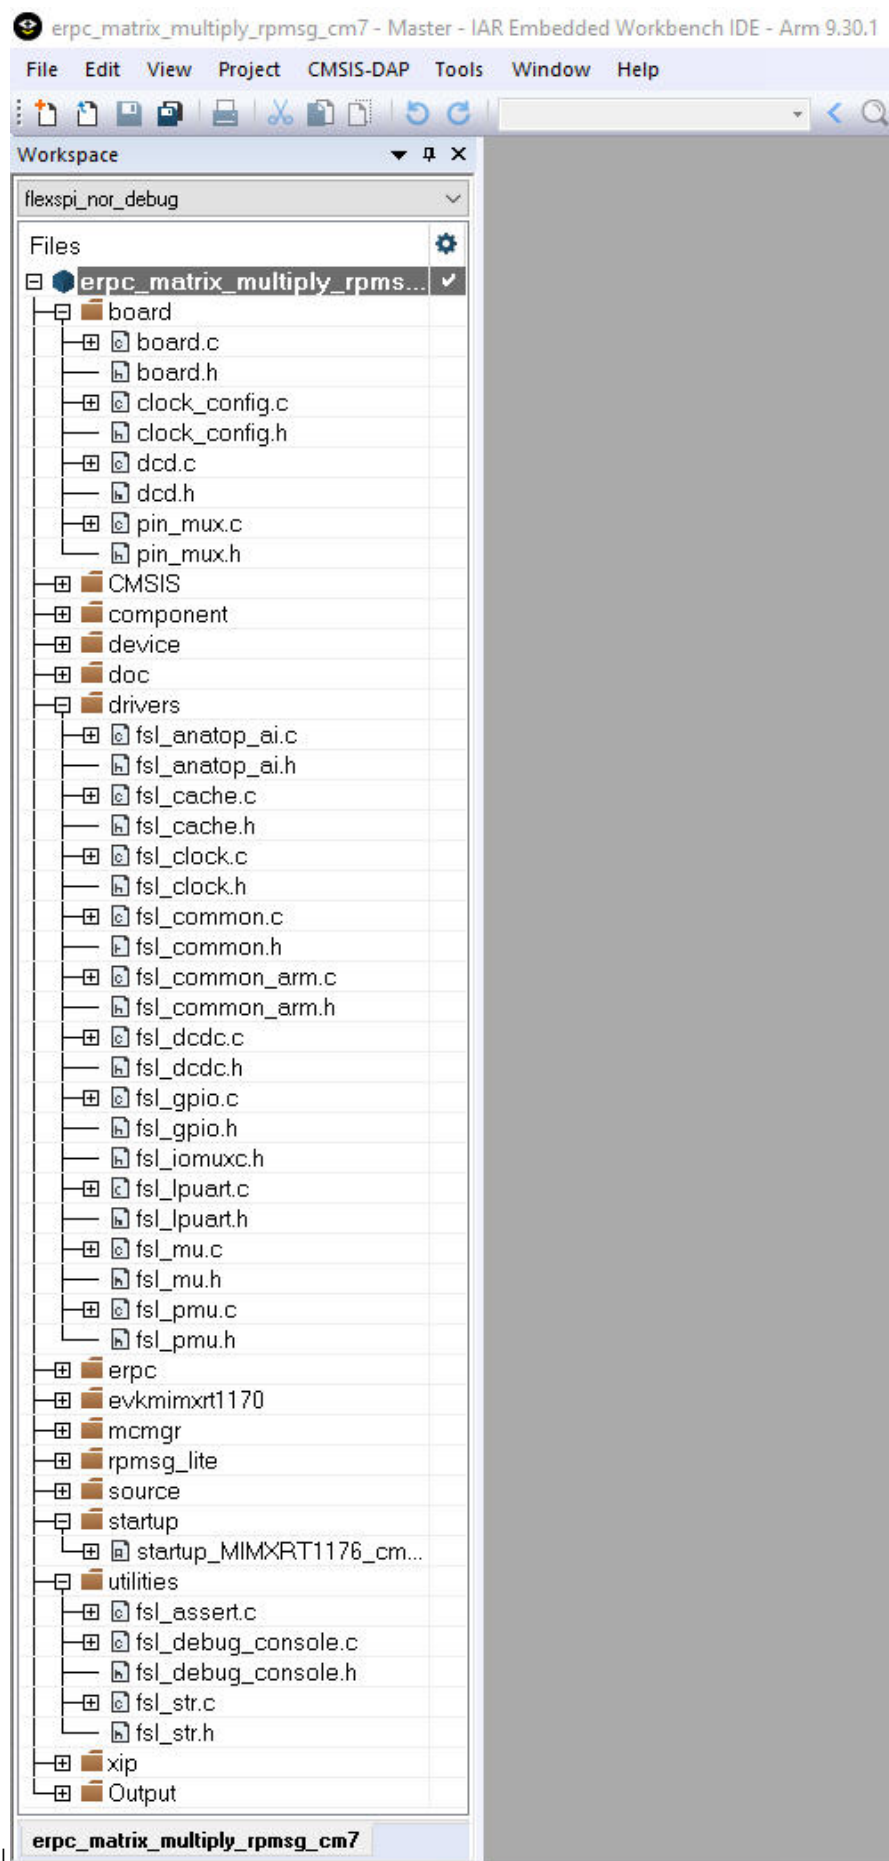 erpc_matrix_multiply_rpmsg_cm7 - Master - IAR Embedded Workbench IDE - Arm 9.30.1
File Edit View Project CMSIS-DAP Tools Window Help
Workspace
flexspi_nor_debug
Files
erpc_matrix_multiply_rpms...
board
board.c
board.h
clock_config.c
clock_config.h
dcd.c
dcd.h
pin_mux.c
pin_mux.h
CMSIS
component
device
doc
drivers
fsl_anatop_ai.c
fsl_anatop_ai.h
fsl_cache.c
fsl_cache.h
fsl_clock.c
fsl_clock.h
fsl_common.c
fsl_common.h
fsl_common_arm.c
fsl_common_arm.h
fsl_dcdc.c
fsl_dcdc.h
fsl_gpio.c
fsl_gpio.h
fsl_iomuxc.h
fsl_lpuart.c
fsl_lpuart.h
fsl_mu.c
fsl_mu.h
fsl_pmu.c
fsl_pmu.h
erpc
evkmimxrt1170
mcmgr
rpmsg_lite
source
startup
startup_MIMXRT1176_cm...
utilities
fsl_assert.c
fsl_debug_console.c
fsl_debug_console.h
fsl_str.c
fsl_str.h
xip
Output
erpc_matrix_multiply_rpmsg_cm7